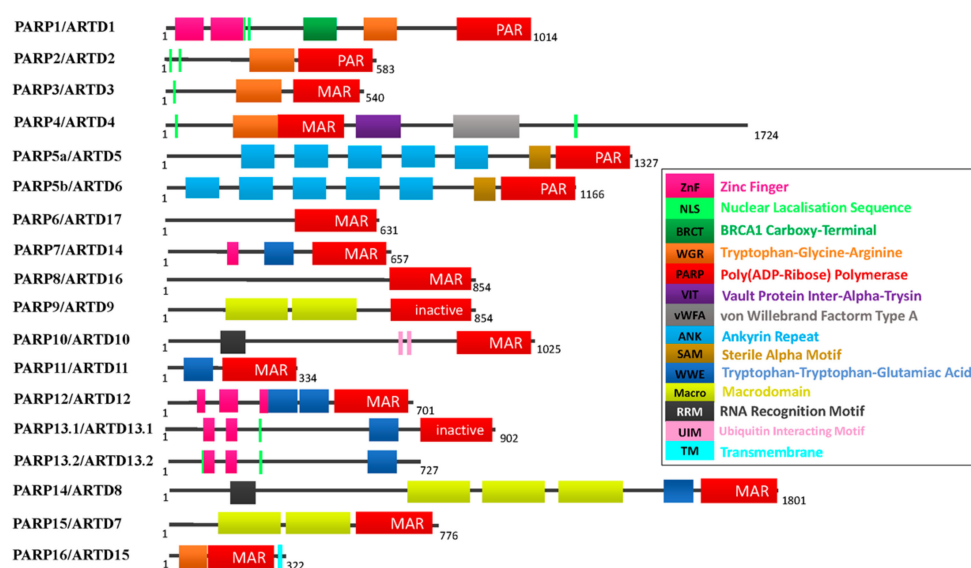 PARP1/ARTD1
1
PAR
1014
PARP2/ARTD2
1
PAR
583
PARP3/ARTD3
1
MAR
540
PARP4/ARTD4
1
MAR
1724
PARP5a/ARTD5
1
PAR
1327
PARP5b/ARTD6
1
PAR
1166
PARP6/ARTD17
1
MAR
631
PARP7/ARTD14
1
MAR
657
PARP8/ARTD16
1
MAR
854
PARP9/ARTD9
1
inactive
854
PARP10/ARTD10
1
MAR
1025
PARP11/ARTD11
1
MAR
334
PARP12/ARTD12
1
MAR
701
PARP13.1/ARTD13.1
1
inactive
902
PARP13.2/ARTD13.2
1
727
PARP14/ARTD8
1
MAR
1801
PARP15/ARTD7
1
MAR
776
PARP16/ARTD15
1
MAR
322
ZnF Zinc Finger
NLS Nuclear Lacalisation Sequence
BRCT BRCA1 Carboxy-Terminal
WGR Tryptophan-Glycine-Arginine
PARP Poly(ADP-Ribose) Polymerase
VIT Vault Protein Inter-Alpha-Trysin
vWFA von Willebrand Factorm Type A
ANK Ankyrin Repeat
SAM Sterile Alpha Motif
WWE Tryptophan-Tryptophan-Glutamiac Acid
Macro Macrodomain
RRM RNA Recognition Motif
UIM Ubiquitin Interacting Motif
TM Transmembrane